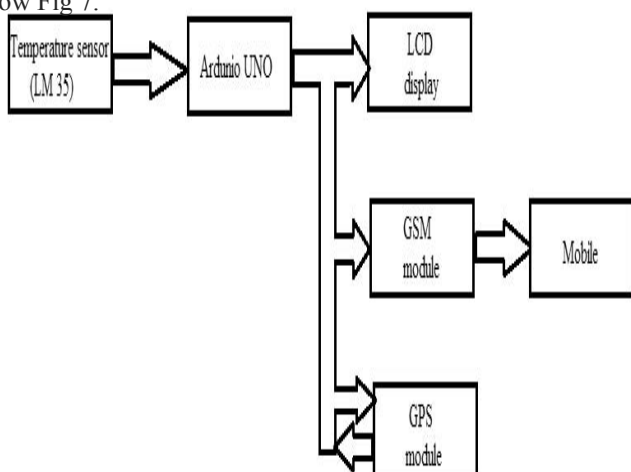 ow Fig 7.
Temperature sensor
(LM 35)
Ardunio UNO
LCD
display
GSM
module
Mobile
GPS
module